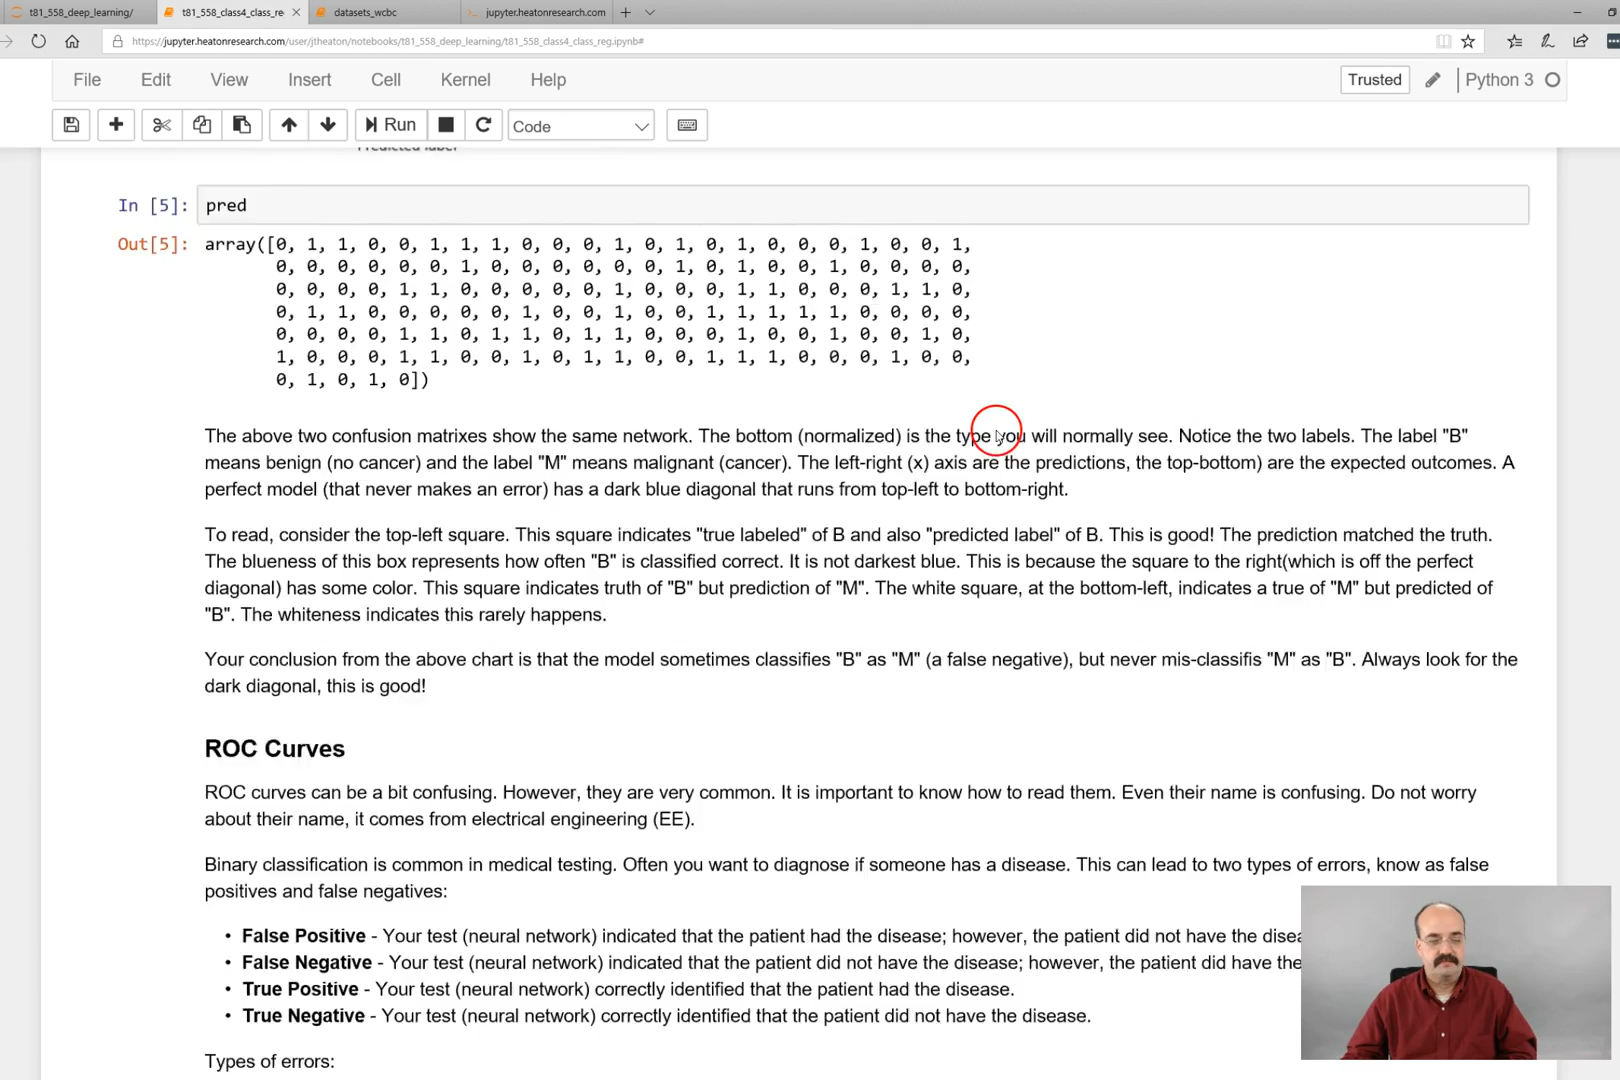 t81_558_deep_learning/
t81_558_class4_class_re
datasets_wcbc
jupyter.heatonresearch.com
https://jupyter.heatonresearch.com/user/jtheaton/notebooks/t81_558_deep_learning/t81_558_class4_class_reg.ipynb#
File Edit View Insert Cell Kernel Help
Trusted
Python 3
Run
Code
Predicted label
In [5]: pred
Out[5]: array([0, 1, 1, 0, 0, 1, 1, 1, 0, 0, 0, 1, 0, 1, 0, 1, 0, 0, 0, 1, 0, 0, 1,
0, 0, 0, 0, 0, 0, 1, 0, 0, 0, 0, 0, 0, 1, 0, 1, 0, 0, 1, 0, 0, 0, 0,
0, 0, 0, 0, 1, 1, 0, 0, 0, 0, 0, 1, 0, 0, 0, 1, 1, 0, 0, 0, 1, 1, 0,
0, 1, 1, 0, 0, 0, 0, 0, 1, 0, 0, 1, 0, 0, 1, 1, 1, 1, 1, 0, 0, 0, 0,
0, 0, 0, 0, 1, 1, 0, 1, 1, 0, 1, 1, 0, 0, 0, 1, 0, 0, 1, 0, 0, 1, 0,
1, 0, 0, 0, 1, 1, 0, 0, 1, 0, 1, 1, 0, 0, 1, 1, 1, 0, 0, 0, 1, 0, 0,
0, 1, 0, 1, 0])
The above two confusion matrixes show the same network. The bottom (normalized) is the type you will normally see. Notice the two labels. The label "B"
means benign (no cancer) and the label "M" means malignant (cancer). The left-right (x) axis are the predictions, the top-bottom) are the expected outcomes. A
perfect model (that never makes an error) has a dark blue diagonal that runs from top-left to bottom-right.
To read, consider the top-left square. This square indicates "true labeled" of B and also "predicted label" of B. This is good! The prediction matched the truth.
The blueness of this box represents how often "B" is classified correct. It is not darkest blue. This is because the square to the right(which is off the perfect
diagonal) has some color. This square indicates truth of "B" but prediction of "M". The white square, at the bottom-left, indicates a true of "M" but predicted of
"B". The whiteness indicates this rarely happens.
Your conclusion from the above chart is that the model sometimes classifies "B" as "M" (a false negative), but never mis-classifis "M" as "B". Always look for the
dark diagonal, this is good!
ROC Curves
ROC curves can be a bit confusing. However, they are very common. It is important to know how to read them. Even their name is confusing. Do not worry
about their name, it comes from electrical engineering (EE).
Binary classification is common in medical testing. Often you want to diagnose if someone has a disease. This can lead to two types of errors, know as false
positives and false negatives:
• False Positive - Your test (neural network) indicated that the patient had the disease; however, the patient did not have the disea
• False Negative - Your test (neural network) indicated that the patient did not have the disease; however, the patient did have the
• True Positive - Your test (neural network) correctly identified that the patient had the disease.
• True Negative - Your test (neural network) correctly identified that the patient did not have the disease.
Types of errors: